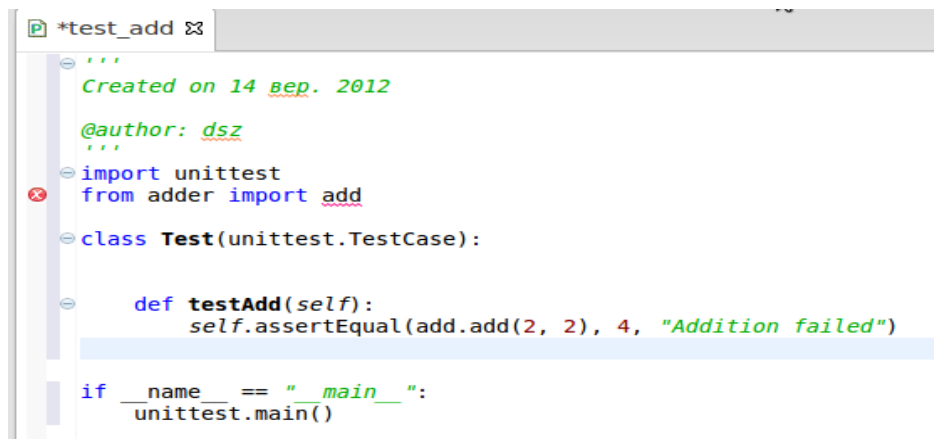 *test_add
'''
Created on 14 вер. 2012
@author: dsz
'''
import unittest
from adder import add
class Test(unittest.TestCase):
def testAdd(self):
self.assertEqual(add.add(2, 2), 4, "Addition failed")
if __name__ == "__main__":
unittest.main()